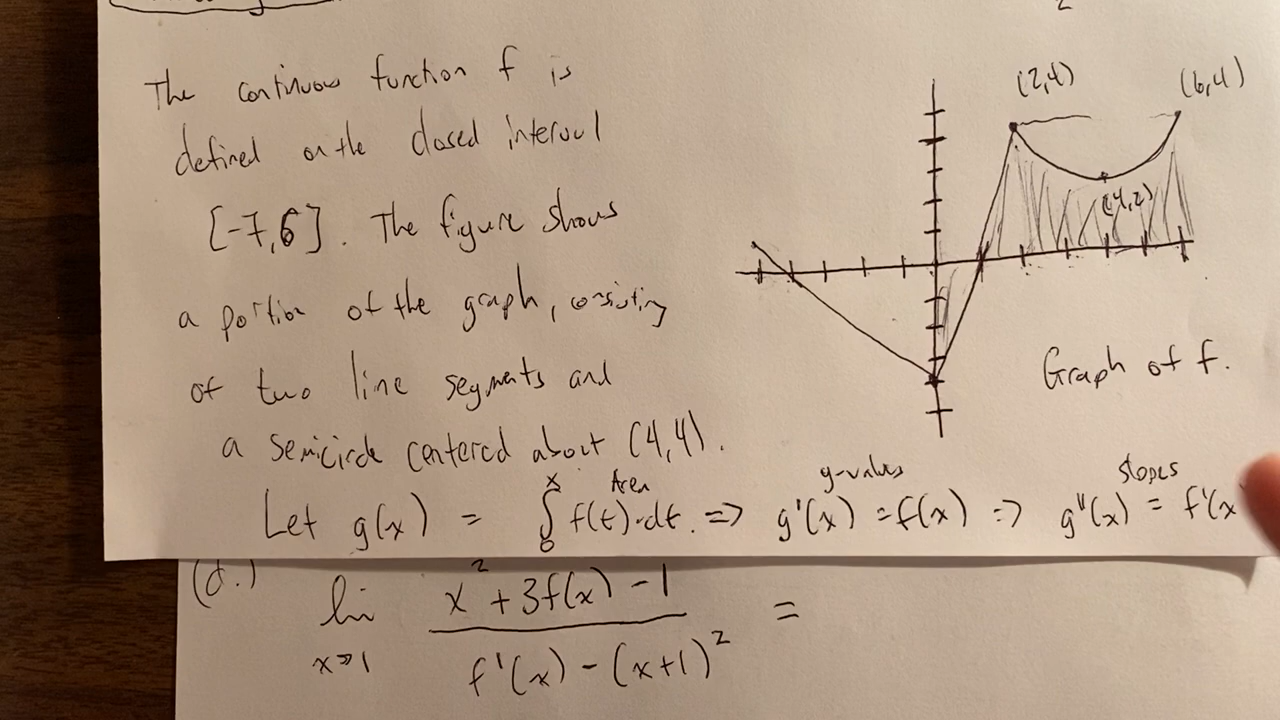 2
The continuous function f is
defined on the closed interval
[-7,6]. The figure shows
a portion of the graph, consisting
of two line segments and
a semicircle centered about (4,4).
(2,4)
(6,4)
(4,2)
Graph of f.
Area
y-values
slopes
Let g(x) = ∫₀ˣ f(t)·dt. => g'(x) = f(x) => g''(x) = f'(x
(d.)
lim x→1 (x² + 3f(x) - 1) / (f'(x) - (x+1)²) =